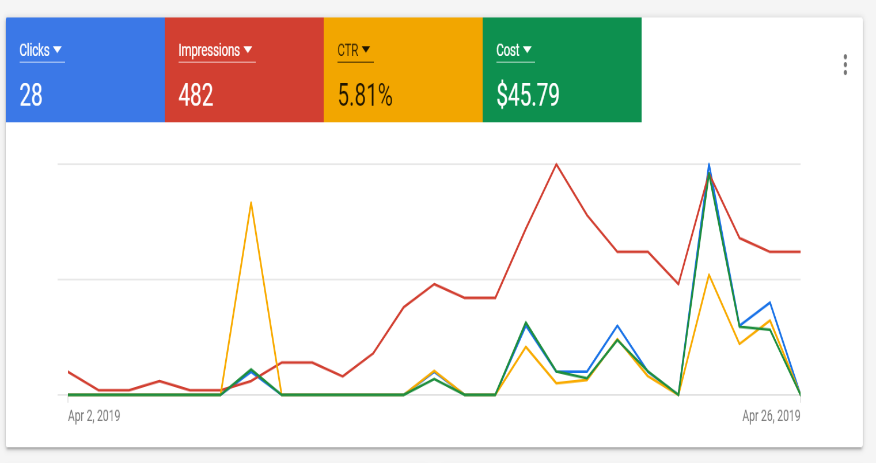 Clicks Impressions CTR Cost
28 482 5.81% $45.79
Apr 2, 2019 Apr 26, 2019